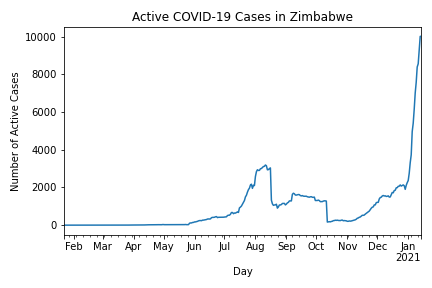 Active COVID-19 Cases in Zimbabwe
Number of Active Cases
10000
8000
6000
4000
2000
0
Feb Mar Apr May Jun Jul Aug Sep Oct Nov Dec Jan
2021
Day